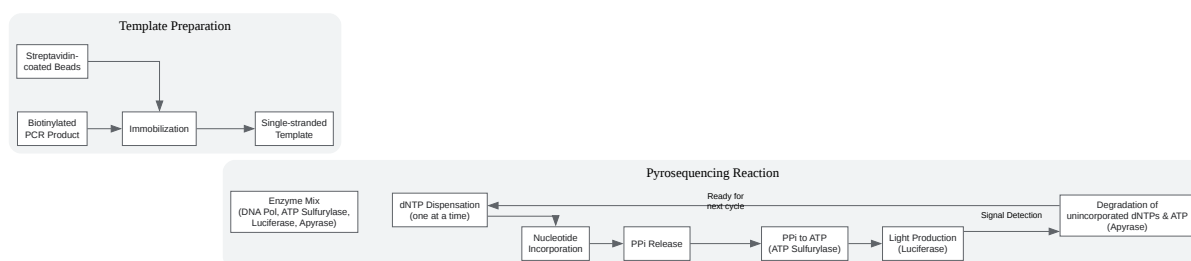 Template Preparation
Streptavidin-
coated Beads
Biotinylated
PCR Product
Immobilization
Single-stranded
Template
Pyrosequencing Reaction
Enzyme Mix
(DNA Pol, ATP Sulfurylase,
Luciferase, Apyrase)
dNTP Dispensation
(one at a time)
Ready for
next cycle
Signal Detection
Degradation of
unincorporated dNTPs & ATP
(Apyrase)
Nucleotide
Incorporation
PPi Release
PPi to ATP
(ATP Sulfurylase)
Light Production
(Luciferase)